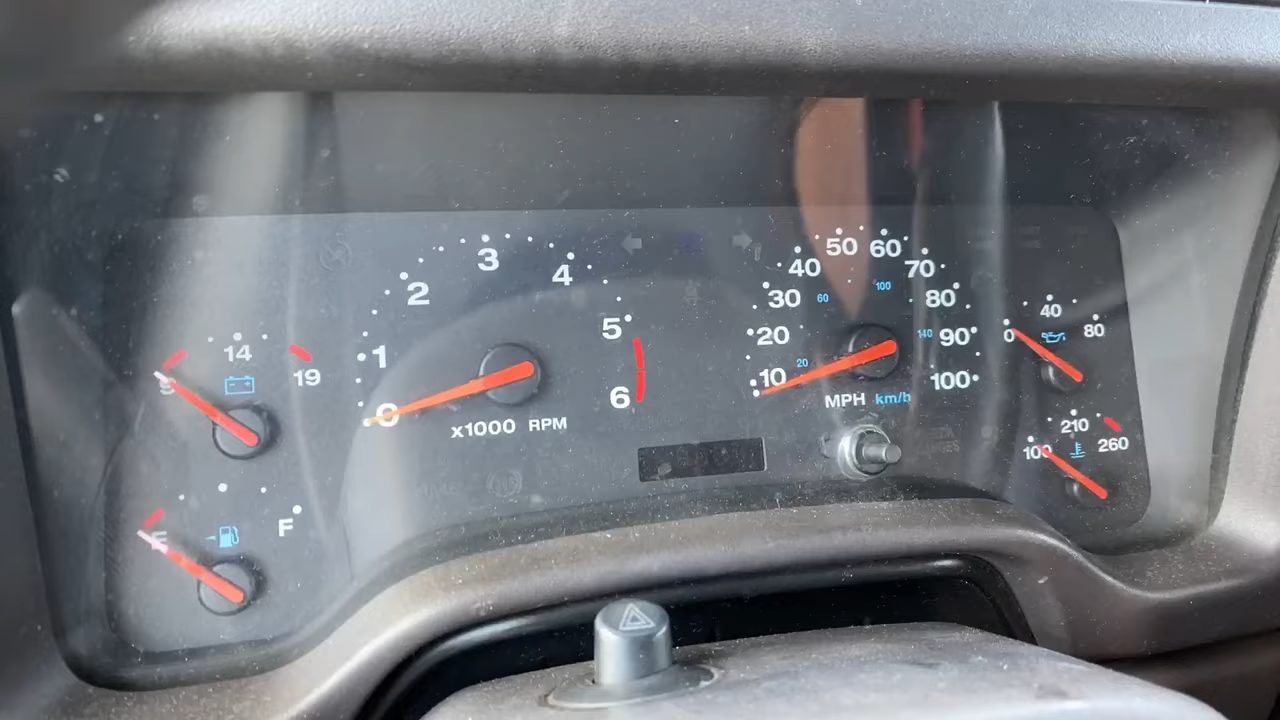 0 1 2 3 4 5 6
x1000 RPM
9 14 19
E F
10 20 30 40 50 60 70 80 90 100
20 60 100 140
MPH km/h
0 40 80
100 210 260